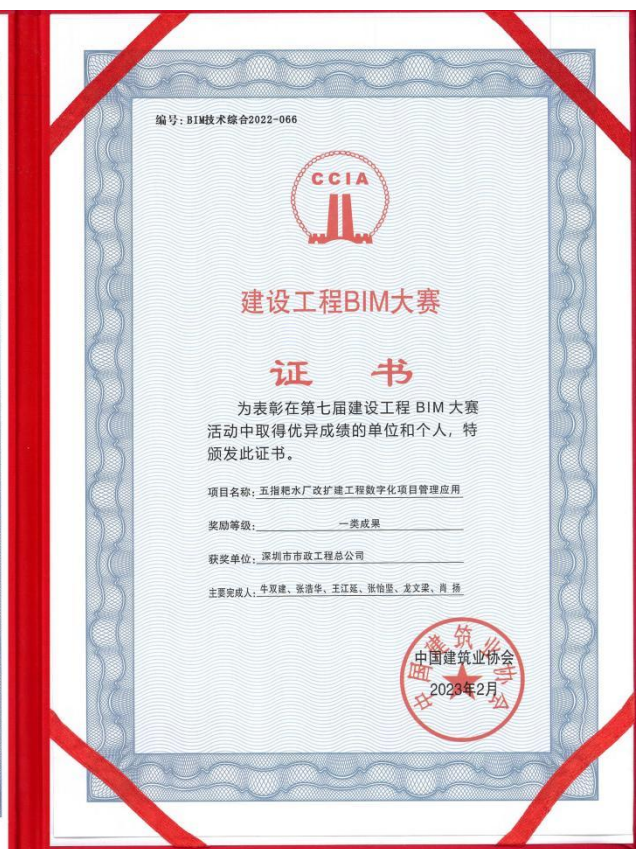 编号:BIM技术综合2022-066
CCIA
建设工程BIM大赛
证 书
为表彰在第七届建设工程 BIM 大赛
活动中取得优异成绩的单位和个人，特
颁发此证书。
项目名称：五指耙水厂改扩建工程数字化项目管理应用
奖励等级：一类成果
获奖单位：深圳市市政工程总公司
主要完成人：牛双建、张浩华、王江延、张怡坚、龙文梁、肖 扬
中国建筑业协会
中国建筑业协会
2023年2月